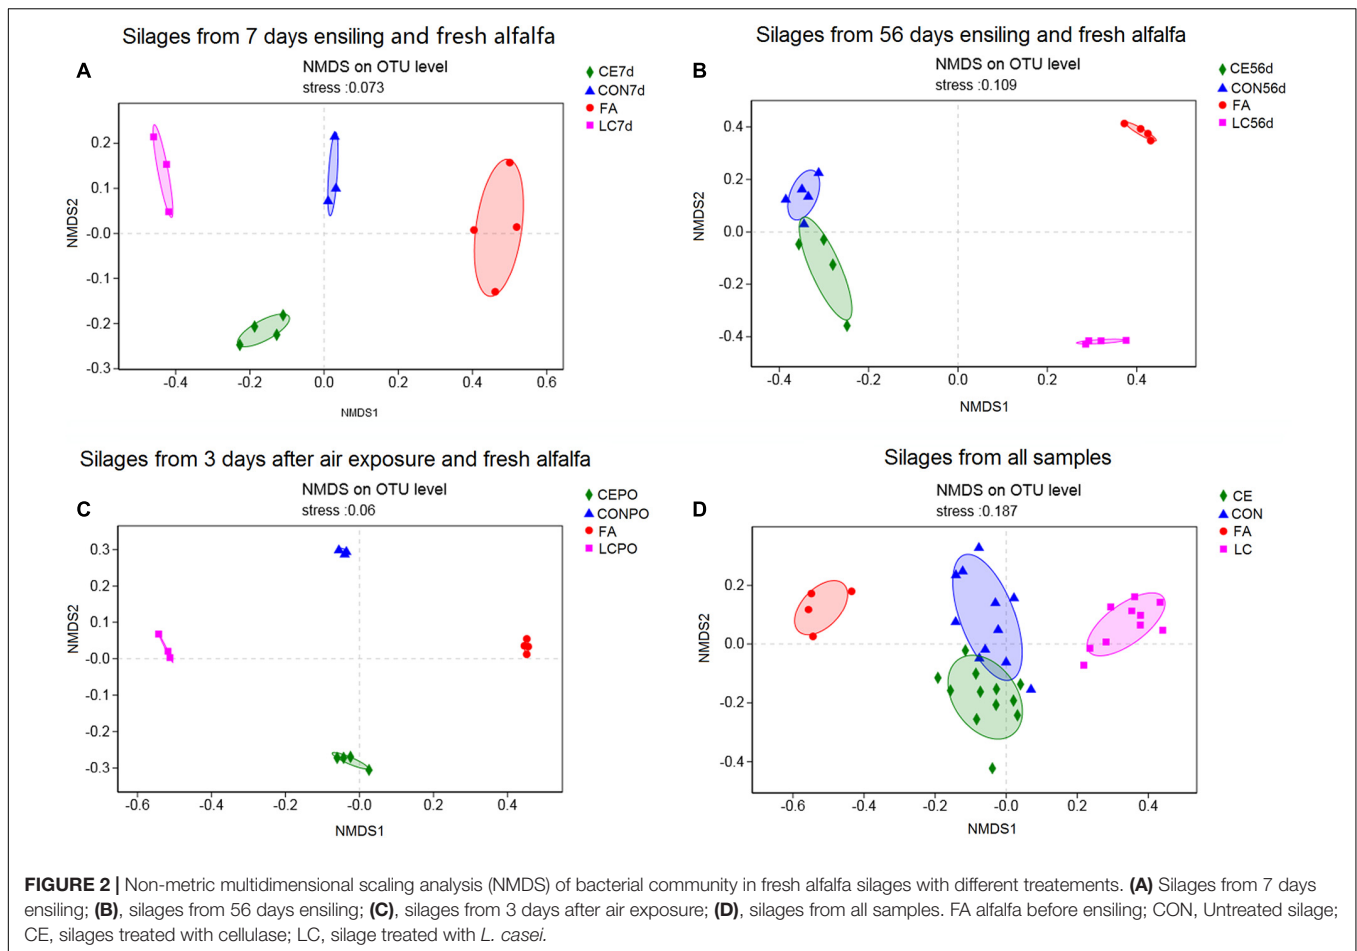 Silages from 7 days ensiling and fresh alfalfa
A
NMDS on OTU level
stress :0.073
CE7d
CON7d
FA
LC7d
0.2
0.1
-0.0
-0.1
-0.2
-0.3
NMDS2
-0.4
-0.2
0.0
0.2
0.4
0.6
NMDS1
Silages from 56 days ensiling and fresh alfalfa
B
NMDS on OTU level
stress :0.109
CE56d
CON56d
FA
LC56d
0.4
0.2
0.0
-0.2
-0.4
NMDS2
-0.4
-0.2
0.0
0.2
0.4
NMDS1
Silages from 3 days after air exposure and fresh alfalfa
C
NMDS on OTU level
stress :0.06
CEPO
CONPO
FA
LCPO
0.3
0.2
0.1
-0.0
-0.1
-0.2
-0.3
NMDS2
-0.6
-0.4
-0.2
-0.0
0.2
0.4
NMDS1
Silages from all samples
D
NMDS on OTU level
stress :0.187
CE
CON
FA
LC
0.2
0.0
-0.2
-0.4
NMDS2
-0.6
-0.4
-0.2
-0.0
0.2
0.4
NMDS1
FIGURE 2 | Non-metric multidimensional scaling analysis (NMDS) of bacterial community in fresh alfalfa silages with different treatements. (A) Silages from 7 days
ensiling; (B), silages from 56 days ensiling; (C), silages from 3 days after air exposure; (D), silages from all samples. FA alfalfa before ensiling; CON, Untreated silage;
CE, silages treated with cellulase; LC, silage treated with L. casei.